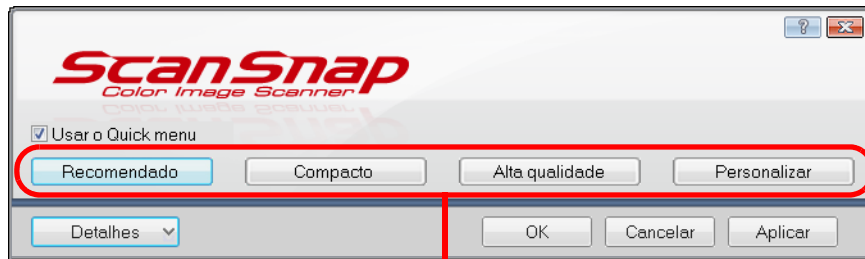 ScanSnap
Color Image Scanner
Usar o Quick menu
Recomendado Compacto Alta qualidade Personalizar
Detalhes OK Cancelar Aplicar